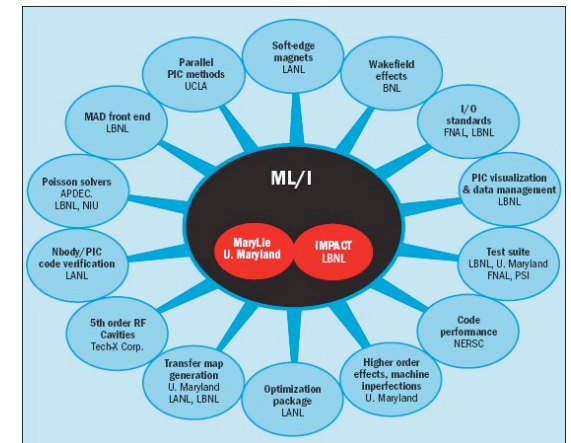 Soft-edge
magnets
LANL
Wakefield
effects
BNL
I/O
standards
FNAL, LBNL
PIC visualization
& data management
LBNL
Test suite
LBNL, U. Maryland
FNAL, PSI
Code
performance
NERSC
Higher order
effects, machine
inperfections
U. Maryland
Optimization
package
LANL
Transfer map
generation
U. Maryland
LANL, LBNL
5th order RF
Cavities
Tech-X Corp.
Nbody/PIC
code verification
LANL
Poisson solvers
APDEC.
LBNL, NIU
MAD front end
LBNL
Parallel
PIC methods
UCLA
ML/I
MaryLie
U. Maryland
IMPACT
LBNL